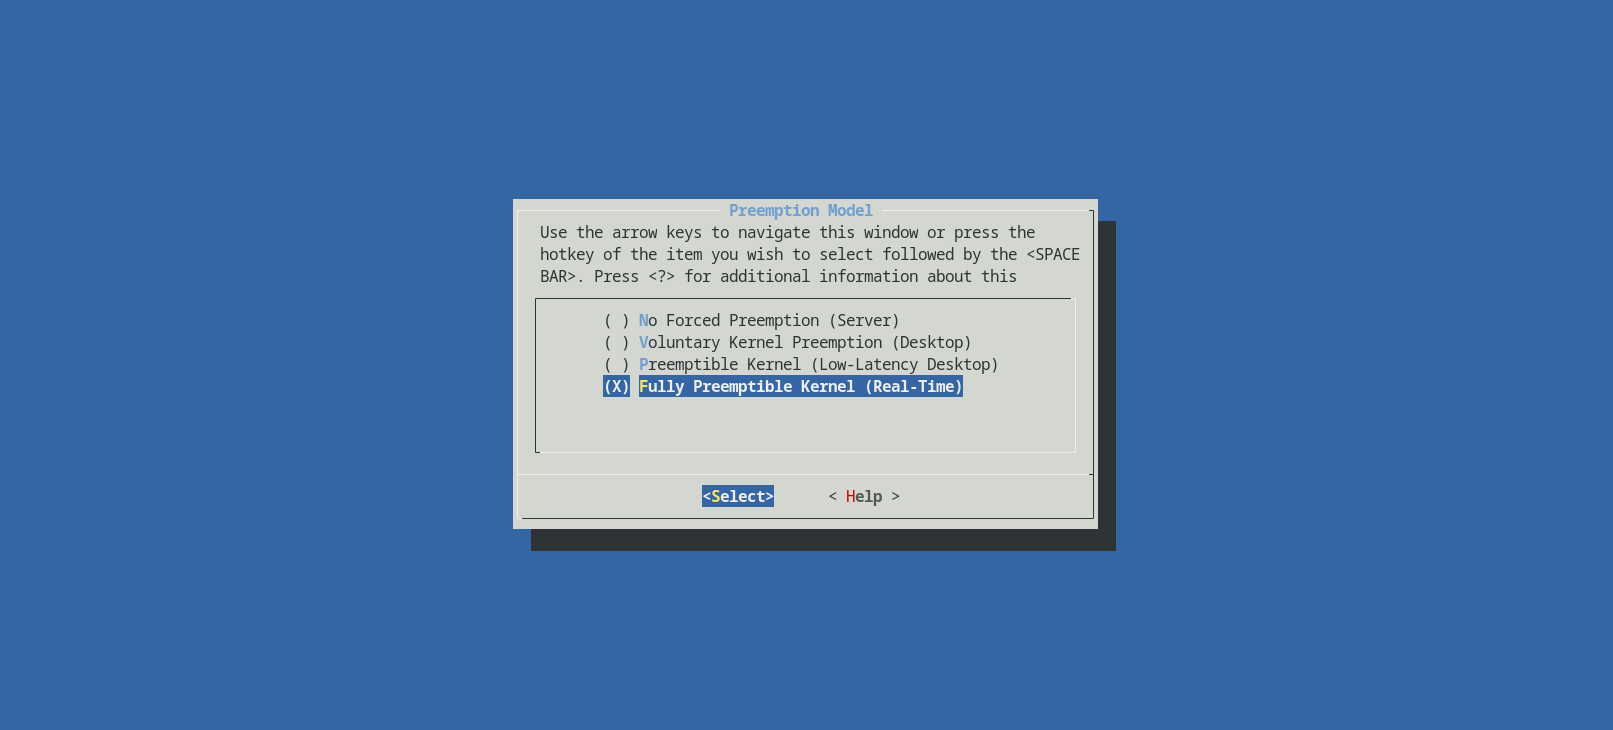 Preemption Model
Use the arrow keys to navigate this window or press the
hotkey of the item you wish to select followed by the <SPACE
BAR>. Press <?> for additional information about this
( ) No Forced Preemption (Server)
( ) Voluntary Kernel Preemption (Desktop)
( ) Preemptible Kernel (Low-Latency Desktop)
(X) Fully Preemptible Kernel (Real-Time)
<Select> < Help >